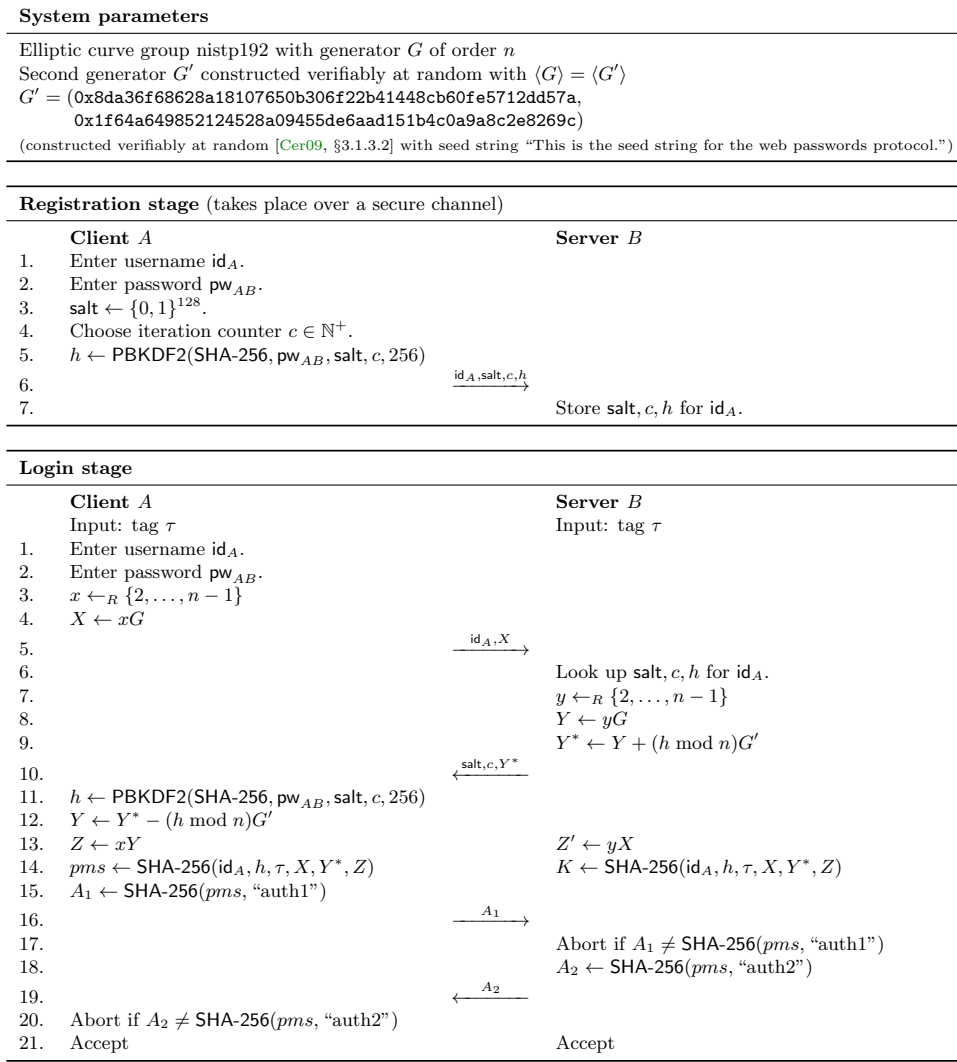 System parameters
Elliptic curve group nistp192 with generator G of order n
Second generator G′ constructed verifiably at random with ⟨G⟩ = ⟨G′⟩
G′ = (0x8da36f68628a18107650b306f22b41448cb60fe5712dd57a,
0x1f64a649852124528a09455de6aad151b4c0a9a8c2e8269c)
(constructed verifiably at random [Cer09, §3.1.3.2] with seed string “This is the seed string for the web passwords protocol.”)
Registration stage (takes place over a secure channel)
Client A Server B
1. Enter username id_A.
2. Enter password pw_AB.
3. salt ← {0, 1}^128.
4. Choose iteration counter c ∈ ℕ⁺.
5. h ← PBKDF2(SHA-256, pw_AB, salt, c, 256)
6. id_A,salt,c,h →
7. Store salt, c, h for id_A.
Login stage
Client A Server B
Input: tag τ Input: tag τ
1. Enter username id_A.
2. Enter password pw_AB.
3. x ←_R {2, . . . , n − 1}
4. X ← xG
5. id_A,X →
6. Look up salt, c, h for id_A.
7. y ←_R {2, . . . , n − 1}
8. Y ← yG
9. Y* ← Y + (h mod n)G′
10. salt,c,Y* ←
11. h ← PBKDF2(SHA-256, pw_AB, salt, c, 256)
12. Y ← Y* − (h mod n)G′
13. Z ← xY Z′ ← yX
14. pms ← SHA-256(id_A, h, τ, X, Y*, Z) K ← SHA-256(id_A, h, τ, X, Y*, Z)
15. A₁ ← SHA-256(pms, “auth1”)
16. A₁ →
17. Abort if A₁ ≠ SHA-256(pms, “auth1”)
18. A₂ ← SHA-256(pms, “auth2”)
19. A₂ ←
20. Abort if A₂ ≠ SHA-256(pms, “auth2”)
21. Accept Accept